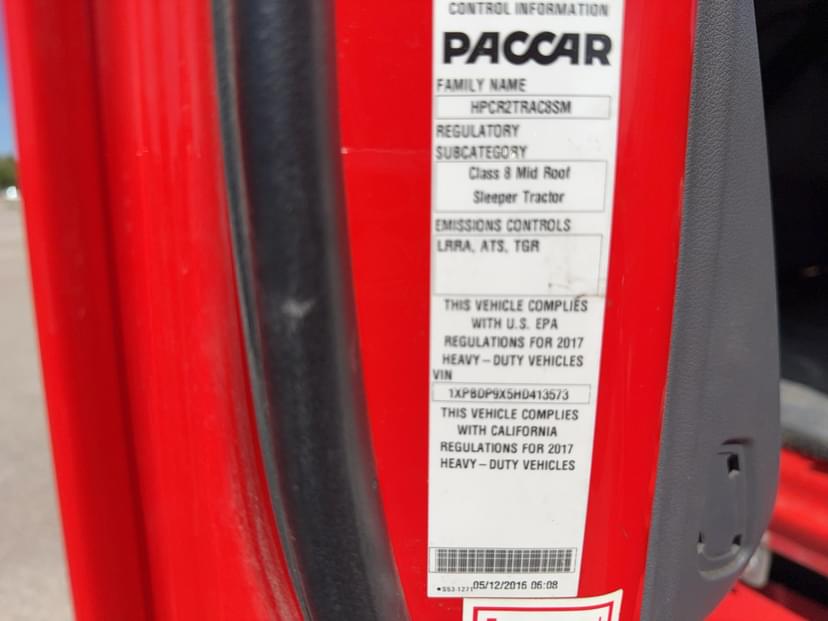 CONTROL INFORMATION
PACCAR
FAMILY NAME
HPCR2TRAC8SM
REGULATORY
SUBCATEGORY
Class 8 Mid Roof
Sleeper Tractor
EMISSIONS CONTROLS
LRRA, ATS, TGR
THIS VEHICLE COMPLIES
WITH U.S. EPA
REGULATIONS FOR 2017
HEAVY-DUTY VEHICLES
VIN
1XPBDP9X5HD413573
THIS VEHICLE COMPLIES
WITH CALIFORNIA
REGULATIONS FOR 2017
HEAVY-DUTY VEHICLES
05/12/2016 06:08